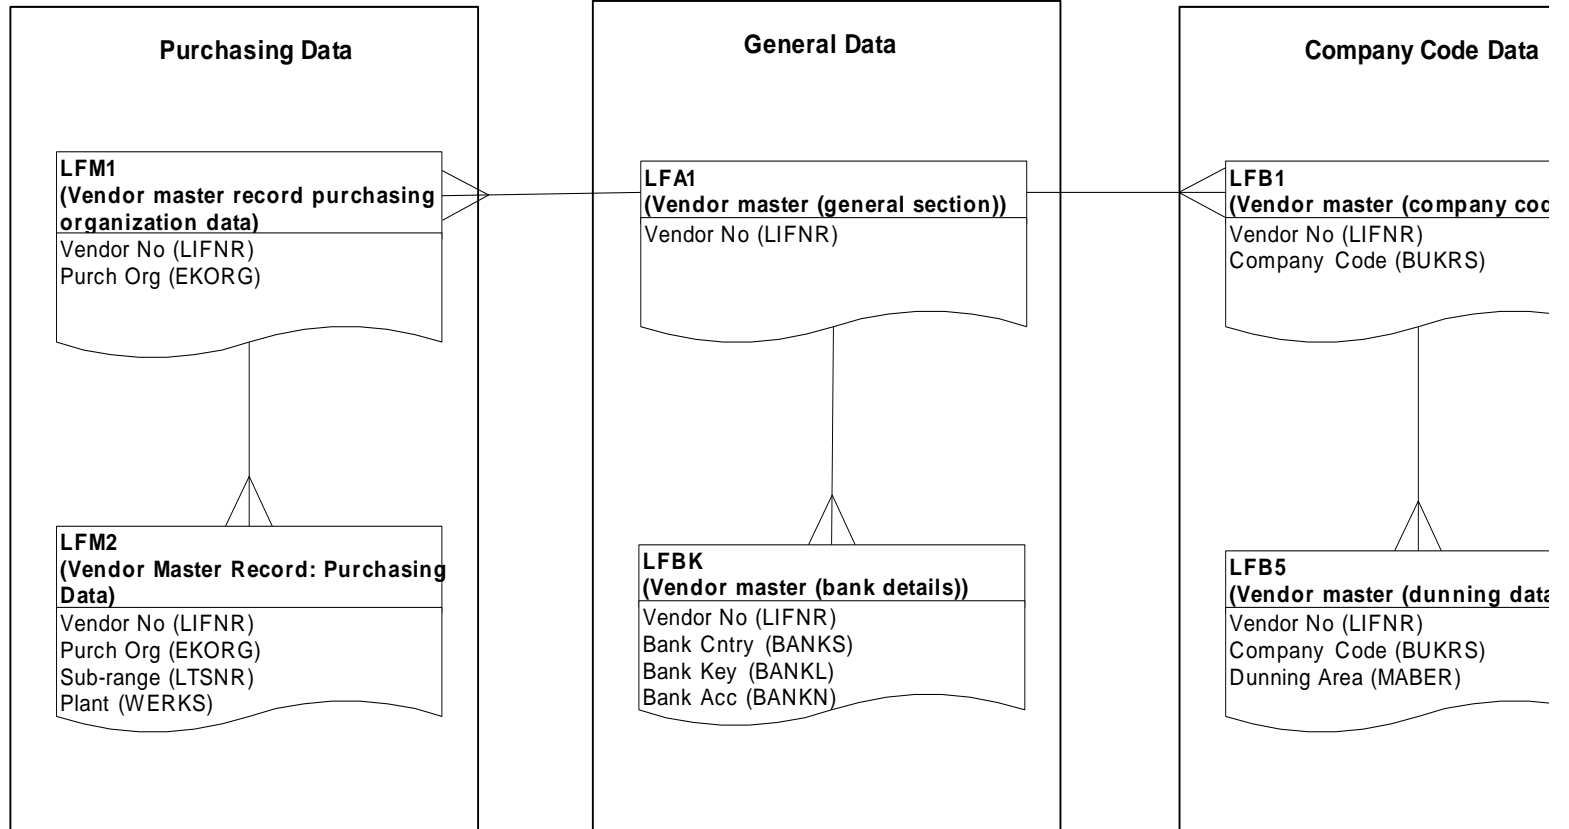 Purchasing Data
LFM1
(Vendor master record purchasing
organization data)
Vendor No (LIFNR)
Purch Org (EKORG)
LFM2
(Vendor Master Record: Purchasing
Data)
Vendor No (LIFNR)
Purch Org (EKORG)
Sub-range (LTSNR)
Plant (WERKS)
General Data
LFA1
(Vendor master (general section))
Vendor No (LIFNR)
LFBK
(Vendor master (bank details))
Vendor No (LIFNR)
Bank Cntry (BANKS)
Bank Key (BANKL)
Bank Acc (BANKN)
Company Code Data
LFB1
(Vendor master (company cod
Vendor No (LIFNR)
Company Code (BUKRS)
LFB5
(Vendor master (dunning data
Vendor No (LIFNR)
Company Code (BUKRS)
Dunning Area (MABER)